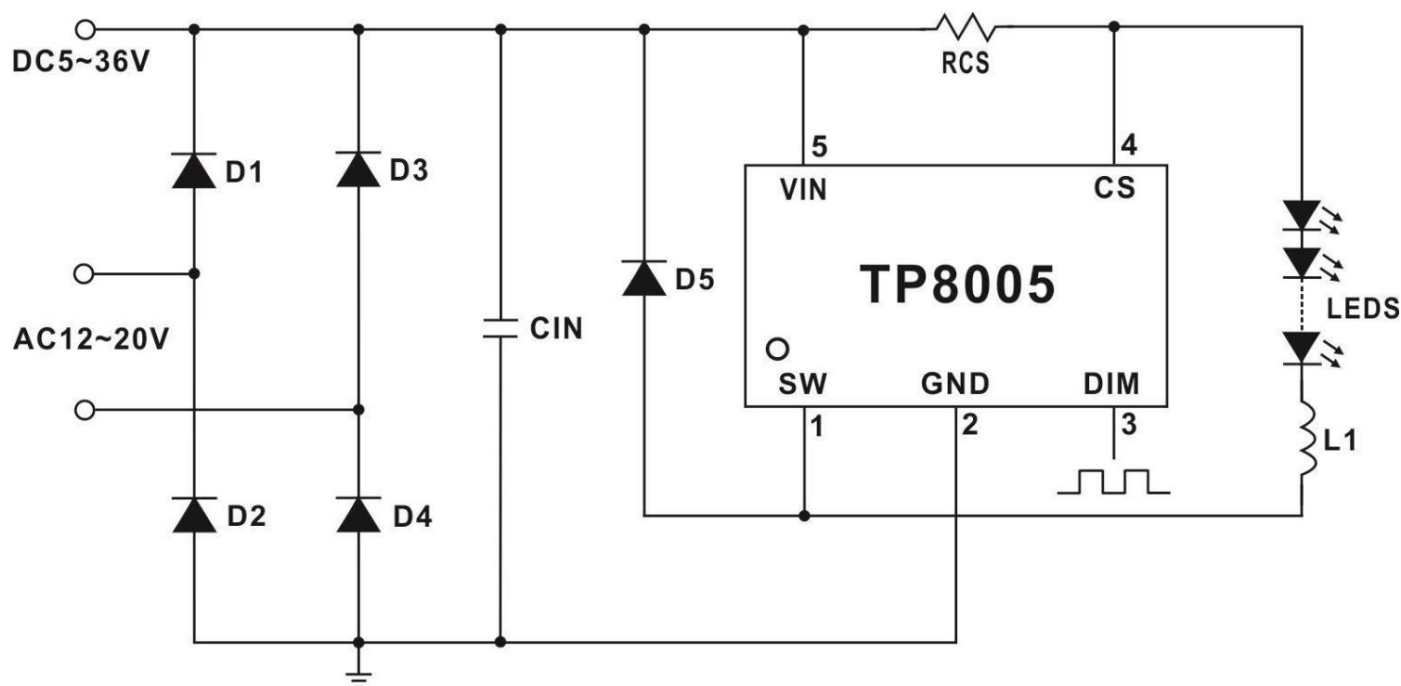 DC5~36V
RCS
5
4
D1
D3
VIN
CS
TP8005
D5
LEDS
AC12~20V
CIN
SW
GND
DIM
1
2
3
L1
D2
D4